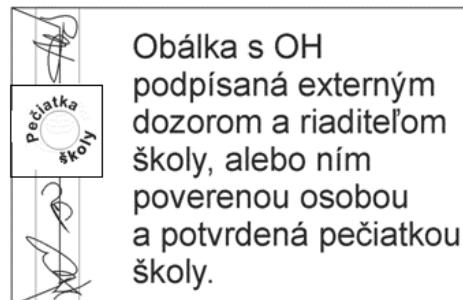 Pečiatka
školy
Obálka s OH
podpísaná externým
dozorom a riaditeľom
školy, alebo ním
poverenou osobou
a potvrdená pečiatkou
školy.